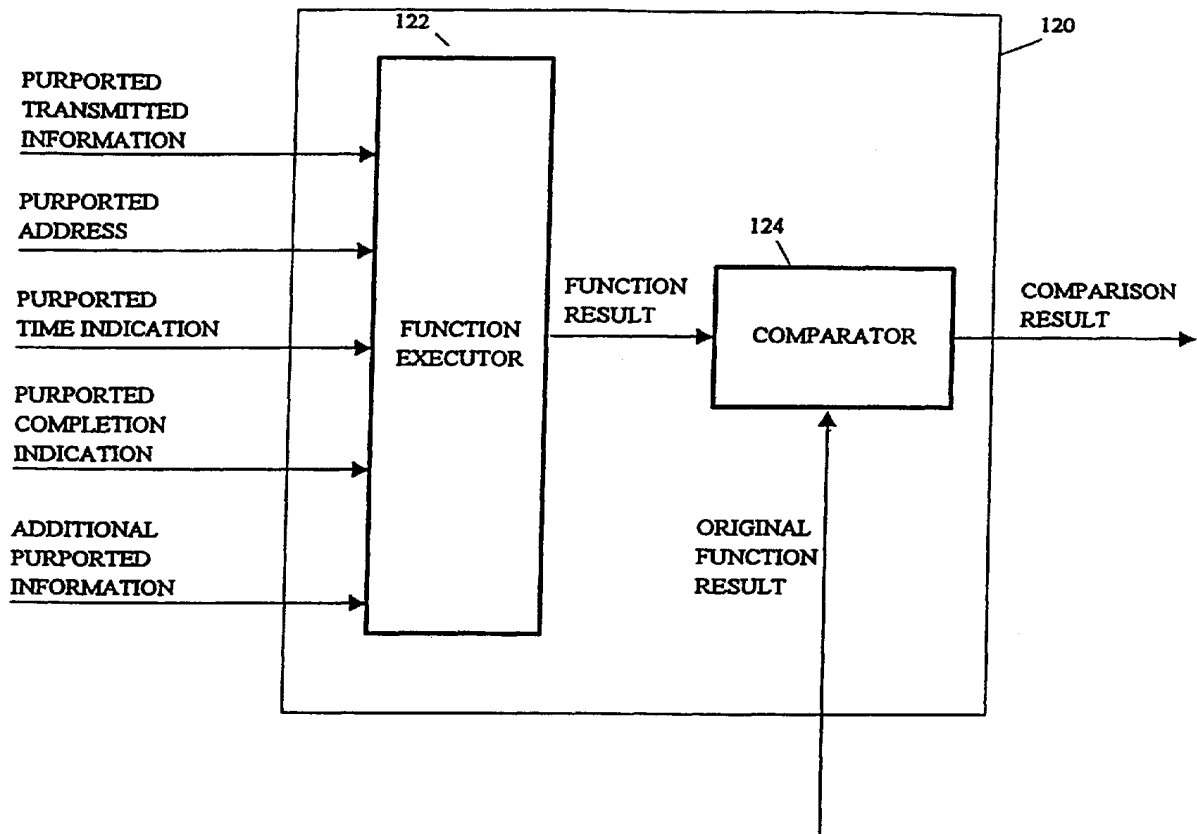 122
120
PURPORTED
TRANSMITTED
INFORMATION
PURPORTED
ADDRESS
PURPORTED
TIME INDICATION
PURPORTED
COMPLETION
INDICATION
ADDITIONAL
PURPORTED
INFORMATION
FUNCTION
EXECUTOR
FUNCTION
RESULT
124
COMPARATOR
COMPARISON
RESULT
ORIGINAL
FUNCTION
RESULT